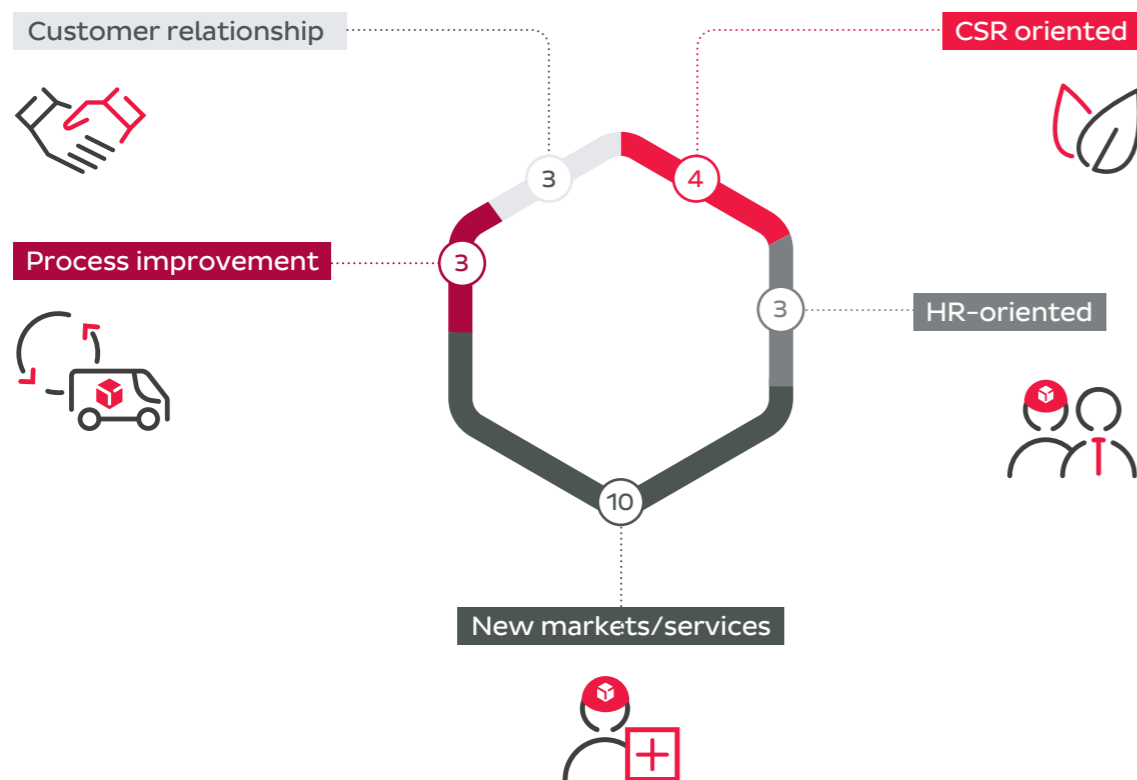 Customer relationship
CSR oriented
3
4
Process improvement
3
3
HR-oriented
10
New markets/services